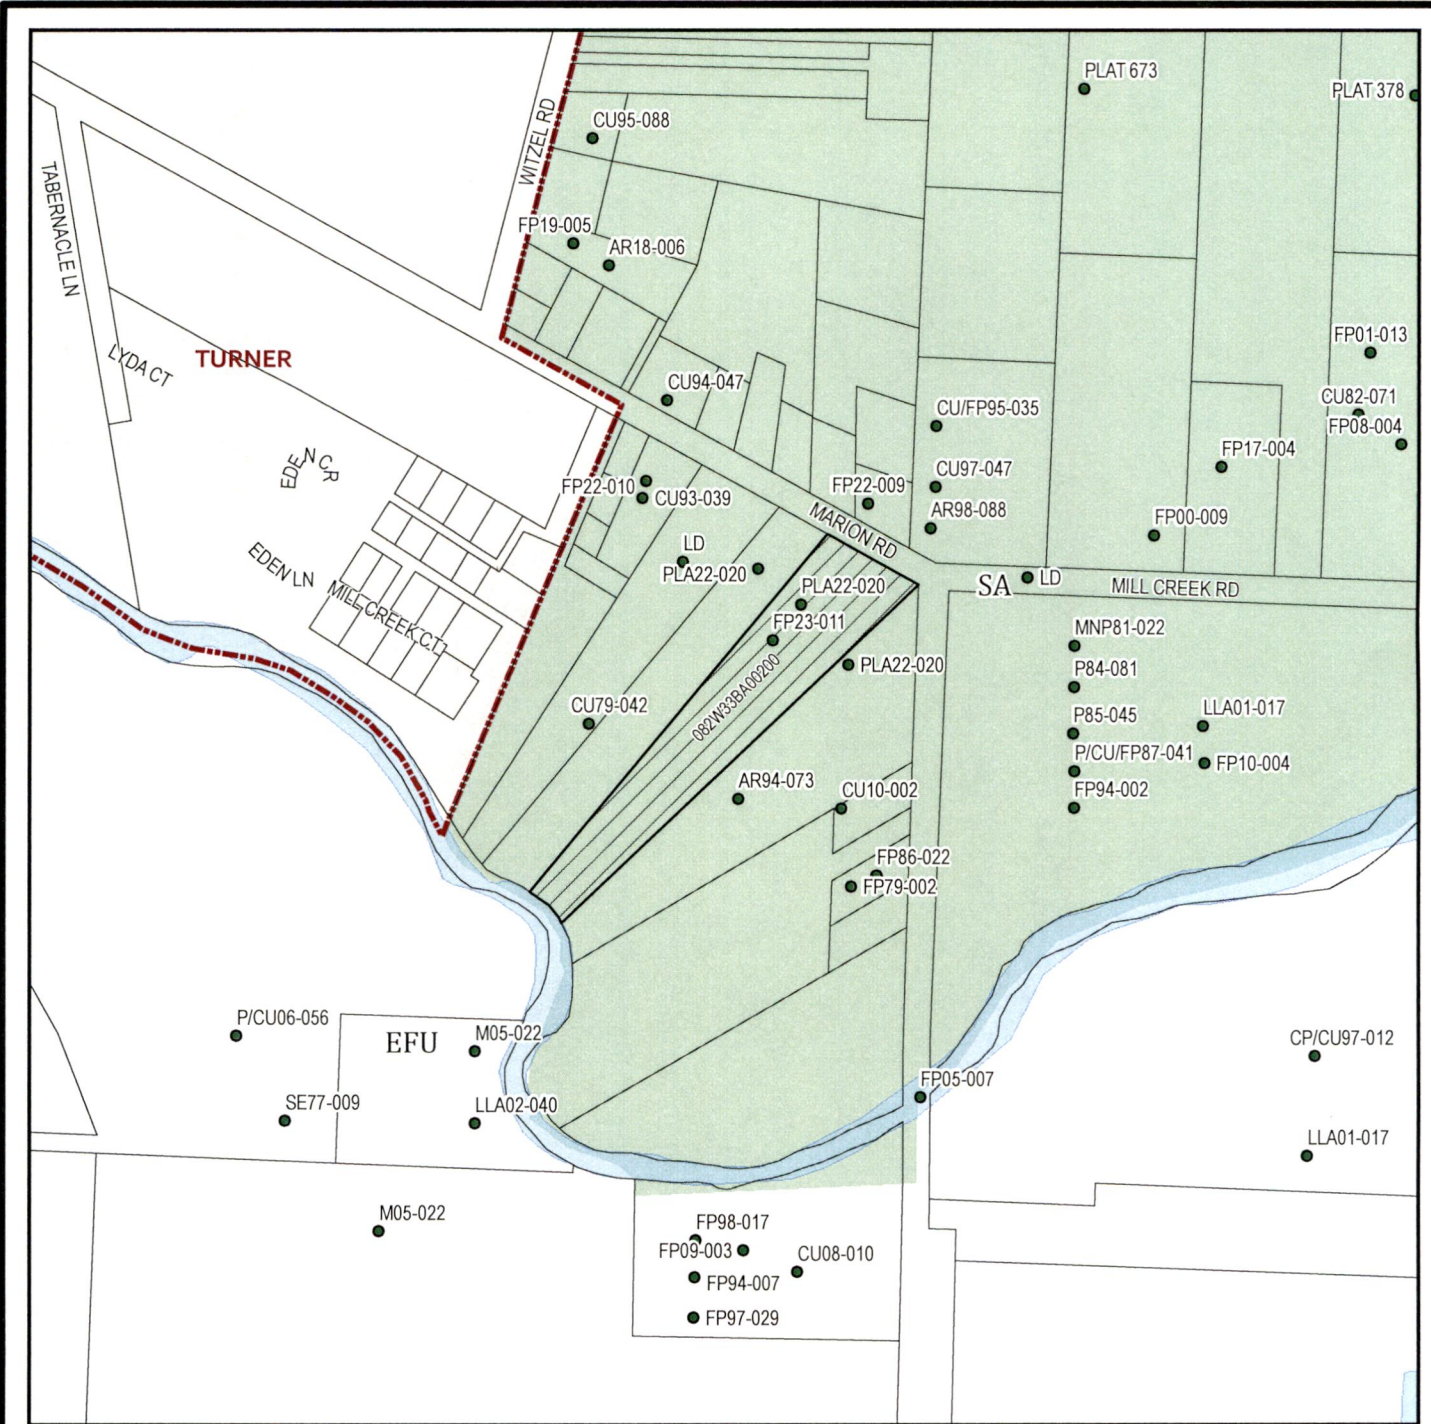 PLAT 673
PLAT 378
CU95-088
WITZEL RD
TABERNACLE LN
FP19-005
AR18-006
LYDA CT
TURNER
FP01-013
CU94-047
CU82-071
CU/FP95-035
FP08-004
EDEN CR
FP17-004
CU97-047
FP22-010
CU93-039
FP22-009
AR98-088
MARION RD
FP00-009
LD
PLA22-020
EDEN LN
MILL CREEK CT
PLA22-020
SA
LD
MILL CREEK RD
FP23-011
082W33BA00200
MNP81-022
PLA22-020
P84-081
CU79-042
P85-045
LLA01-017
P/CU/FP87-041
FP10-004
AR94-073
CU10-002
FP94-002
FP86-022
FP79-002
P/CU06-056
EFU
M05-022
CP/CU97-012
SE77-009
LLA02-040
FP05-007
LLA01-017
M05-022
FP98-017
FP09-003
CU08-010
FP94-007
FP97-029